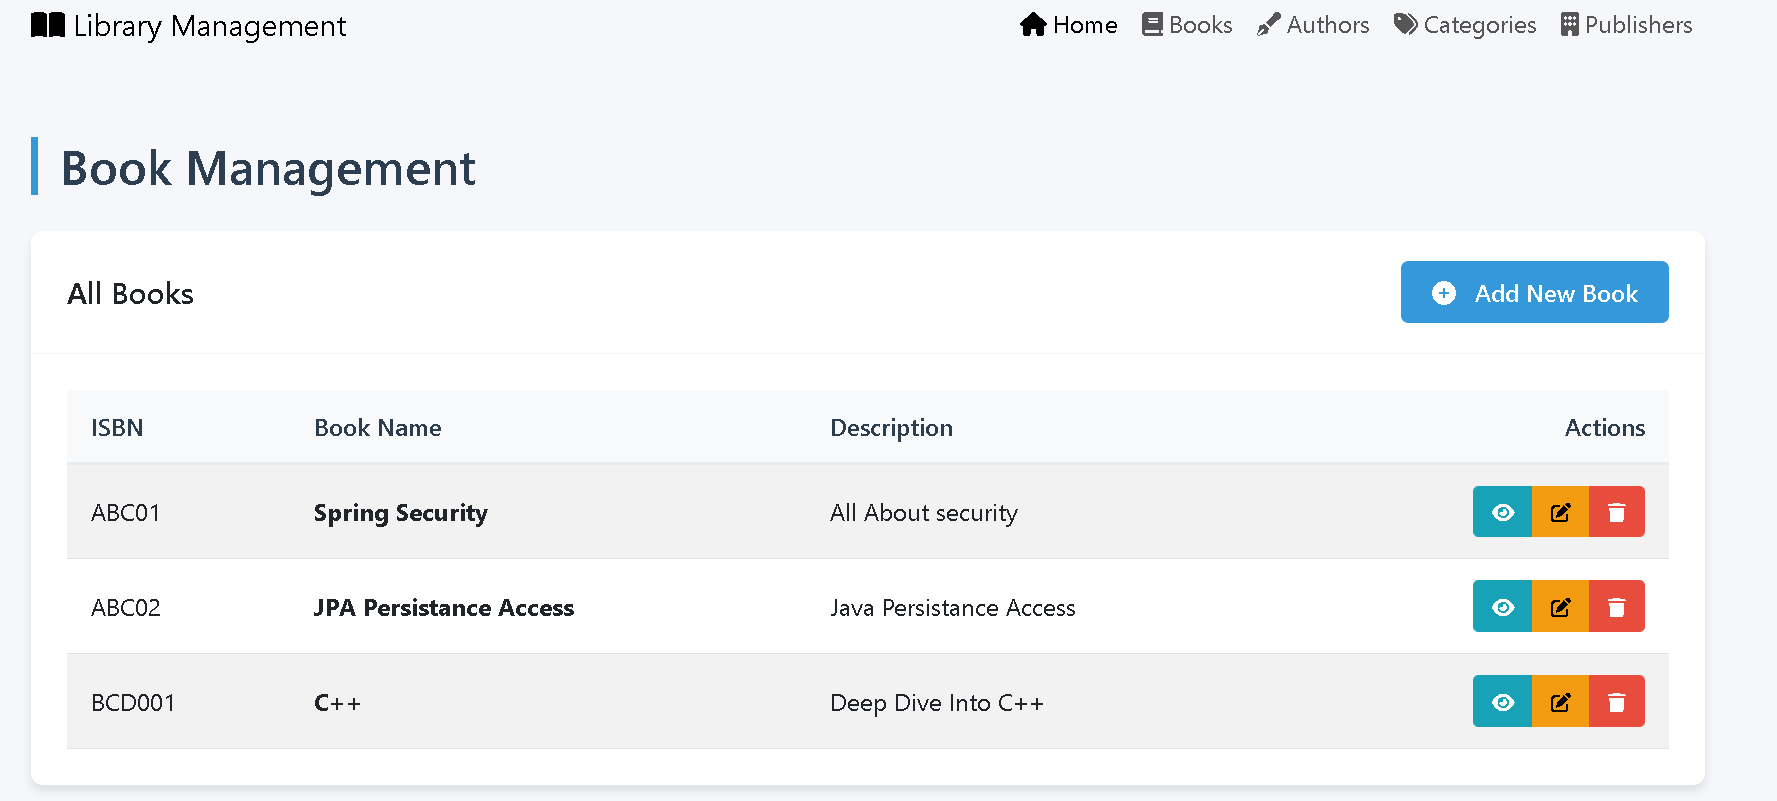 Library Management Home Books Authors Categories Publishers
Book Management
All Books Add New Book
ISBN Book Name Description Actions
ABC01 Spring Security All About security
ABC02 JPA Persistance Access Java Persistance Access
BCD001 C++ Deep Dive Into C++